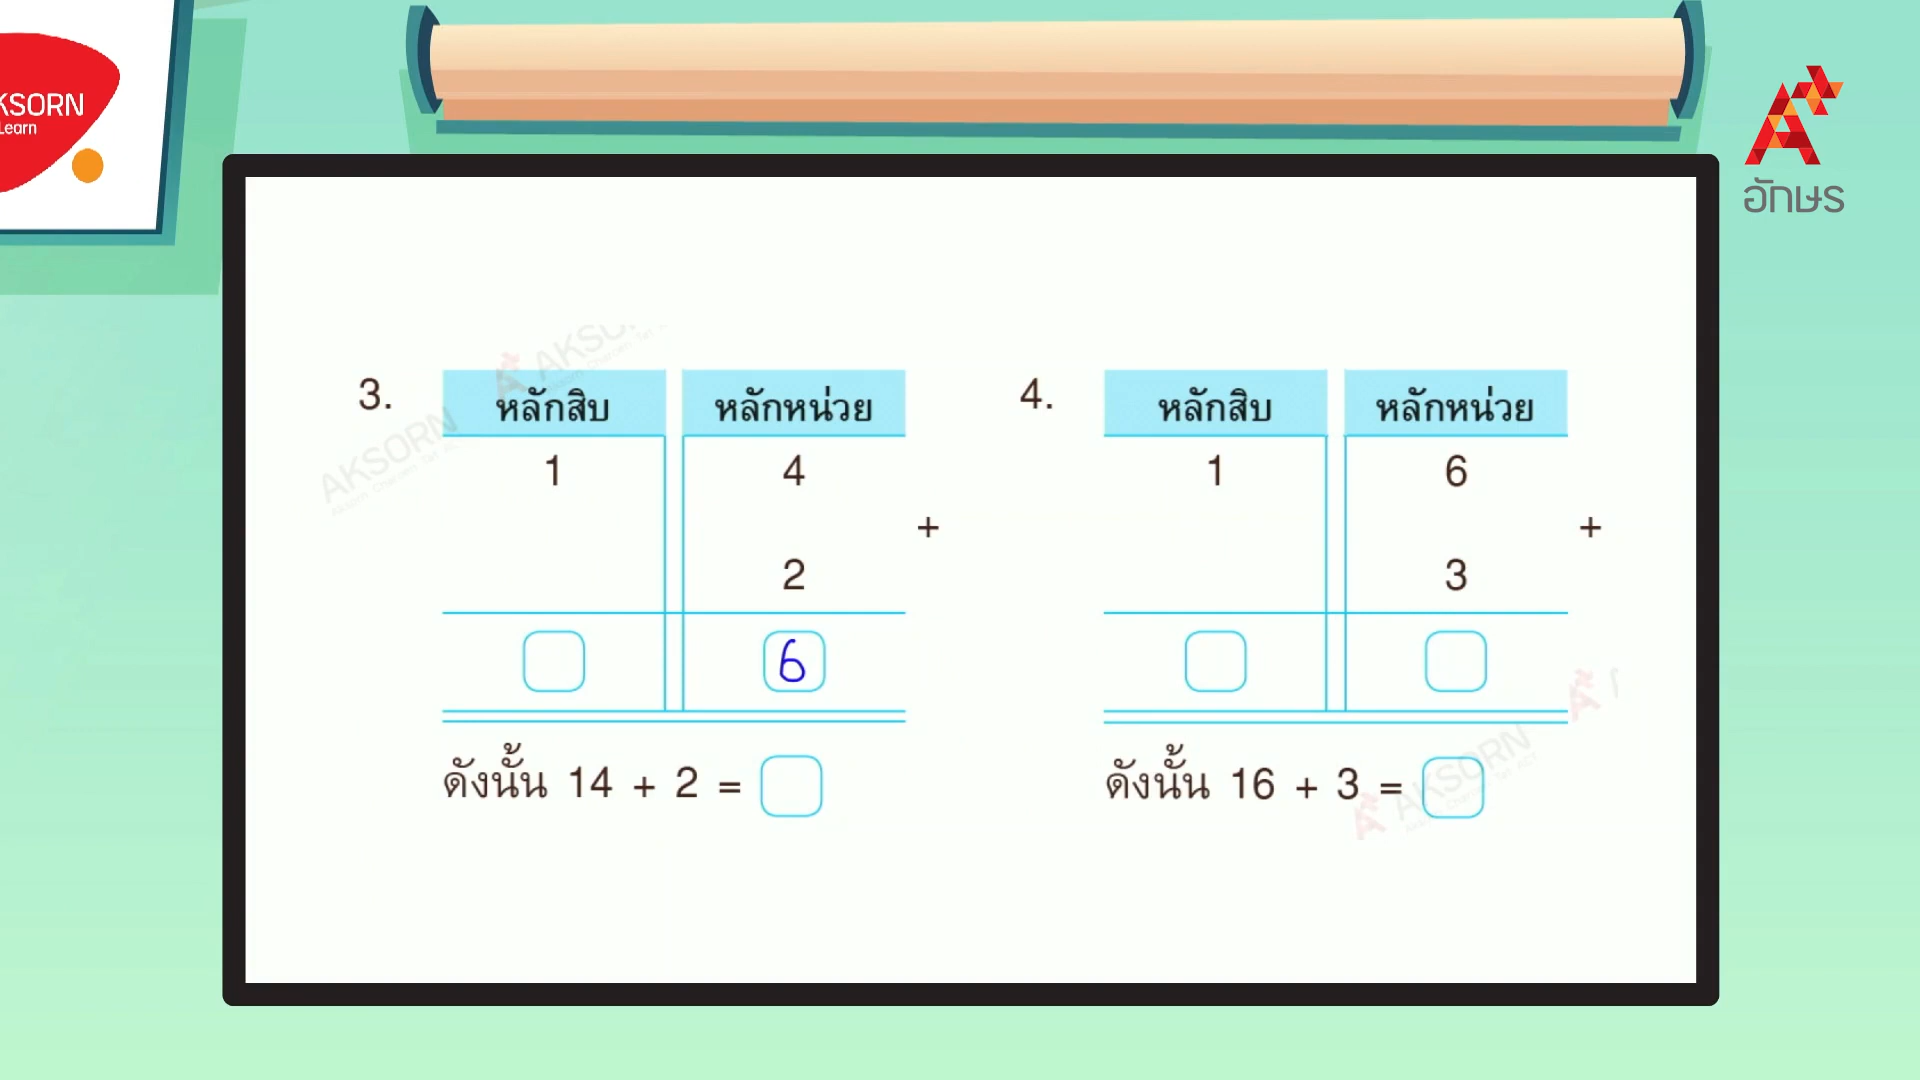 KSORN
Learn
อักษร
3.
หลักสิบ หลักหน่วย
1 4
+
2
6
ดังนั้น 14 + 2 =
4.
หลักสิบ หลักหน่วย
1 6
+
3
ดังนั้น 16 + 3 =
AKSORN
AKSORN